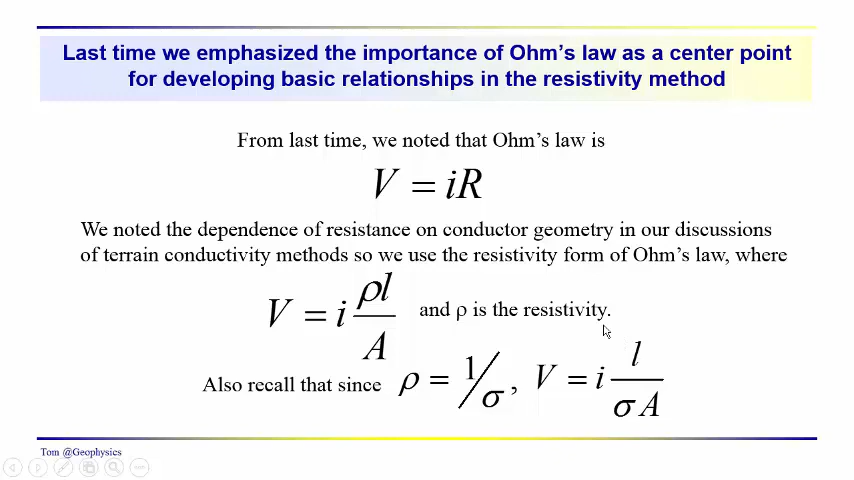 Last time we emphasized the importance of Ohm's law as a center point
for developing basic relationships in the resistivity method
From last time, we noted that Ohm's law is
V = iR
We noted the dependence of resistance on conductor geometry in our discussions
of terrain conductivity methods so we use the resistivity form of Ohm's law, where
V = i ρl/A and ρ is the resistivity.
Also recall that since ρ = 1/σ, V = i l/σA
Tom @Geophysics